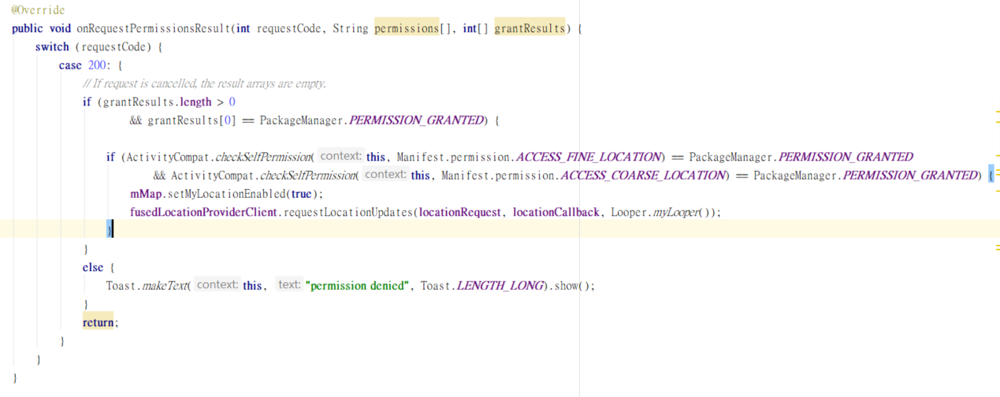 @Override
public void onRequestPermissionsResult(int requestCode, String permissions[], int[] grantResults) {
switch (requestCode) {
case 200: {
// If request is cancelled, the result arrays are empty.
if (grantResults.length > 0
&& grantResults[0] == PackageManager.PERMISSION_GRANTED) {
if (ActivityCompat.checkSelfPermission( context: this, Manifest.permission.ACCESS_FINE_LOCATION) == PackageManager.PERMISSION_GRANTED
&& ActivityCompat.checkSelfPermission( context: this, Manifest.permission.ACCESS_COARSE_LOCATION) == PackageManager.PERMISSION_GRANTED) {
mMap.setMyLocationEnabled(true);
fusedLocationProviderClient.requestLocationUpdates(locationRequest, locationCallback, Looper.myLooper());
}
}
else {
Toast.makeText( context: this, text: "permission denied", Toast.LENGTH_LONG).show();
}
return;
}
}
}